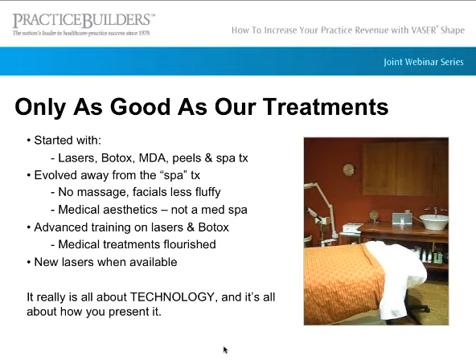 PRACTICEBUILDERS™
The nation's leader in healthcare-practice success since 1979
How To Increase Your Practice Revenue with VASER® Shape
Joint Webinar Series
Only As Good As Our Treatments
• Started with:
- Lasers, Botox, MDA, peels & spa tx
• Evolved away from the “spa” tx
- No massage, facials less fluffy
- Medical aesthetics – not a med spa
• Advanced training on lasers & Botox
- Medical treatments flourished
• New lasers when available
It really is all about TECHNOLOGY, and it's all
about how you present it.